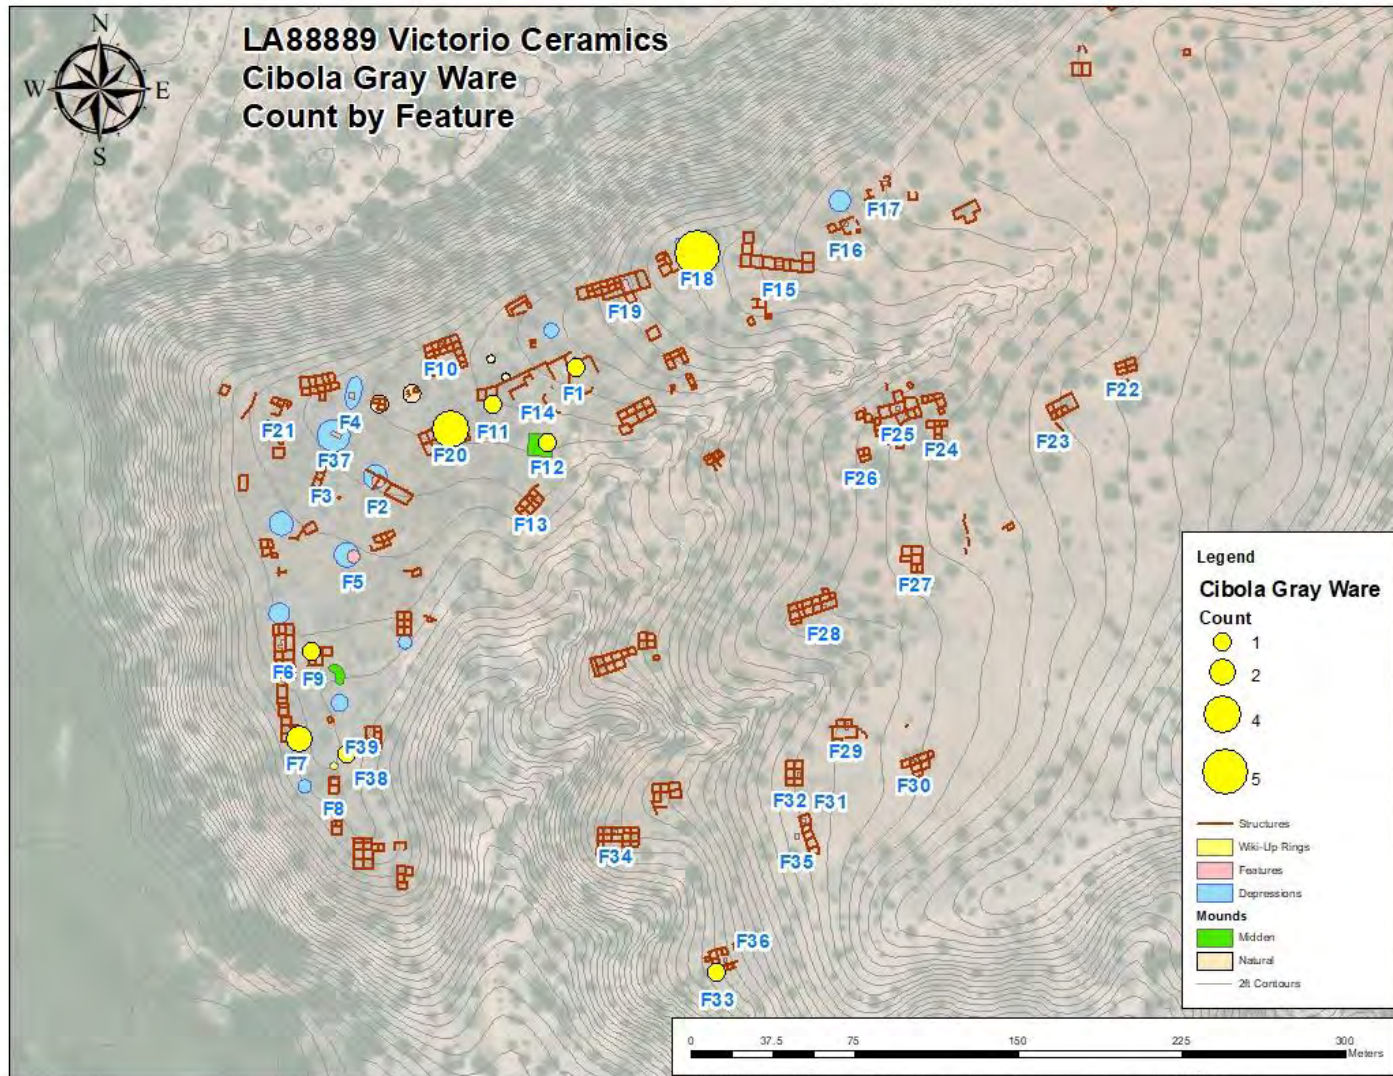 N
W
E
S
LA88889 Victorio Ceramics
Cibola Gray Ware
Count by Feature
F17
F16
F18
F15
F19
F10
F1
F22
F4
F21
F14
F11
F23
F25
F24
F37
F20
F12
F26
F3
F2
F13
F5
F27
F28
F6
F9
F39
F7
F38
F29
F30
F8
F32
F31
F34
F35
F36
F33
Legend
Cibola Gray Ware
Count
1
2
4
5
Structures
Wiki-Up Rings
Features
Depressions
Mounds
Midden
Natural
2ft Contours
0 37.5 75 150 225 300
Meters